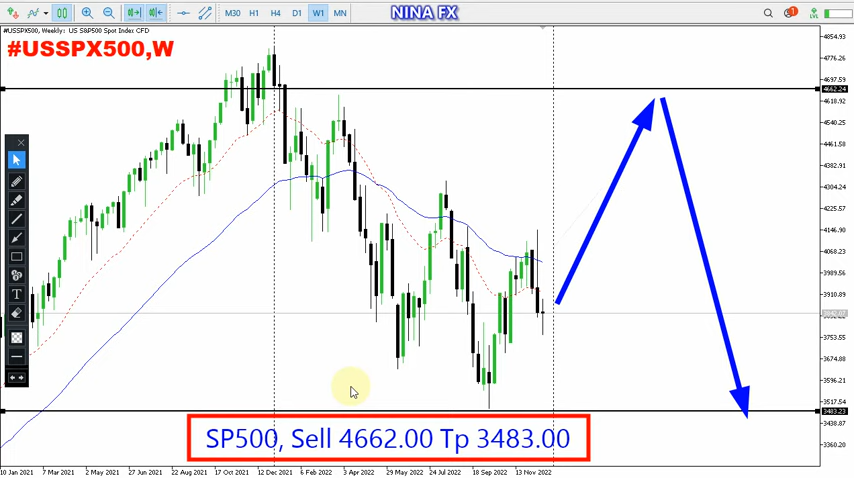 M30 H1 H4 D1 W1 MN
NINA FX
1
LVL
#USSPX500, Weekly: US S&P500 Spot Index CFD
#USSPX500,W
4854.93
4776.26
4697.59
4662.24
4618.92
4540.25
4461.58
4382.91
4304.24
4225.57
4146.90
4068.23
3989.56
3910.89
3753.55
3674.88
3596.21
3517.54
3483.23
3438.87
3360.20
T
SP500, Sell 4662.00 Tp 3483.00
10 Jan 2021 7 Mar 2021 2 May 2021 27 Jun 2021 22 Aug 2021 17 Oct 2021 12 Dec 2021 6 Feb 2022 3 Apr 2022 29 May 2022 24 Jul 2022 18 Sep 2022 13 Nov 2022